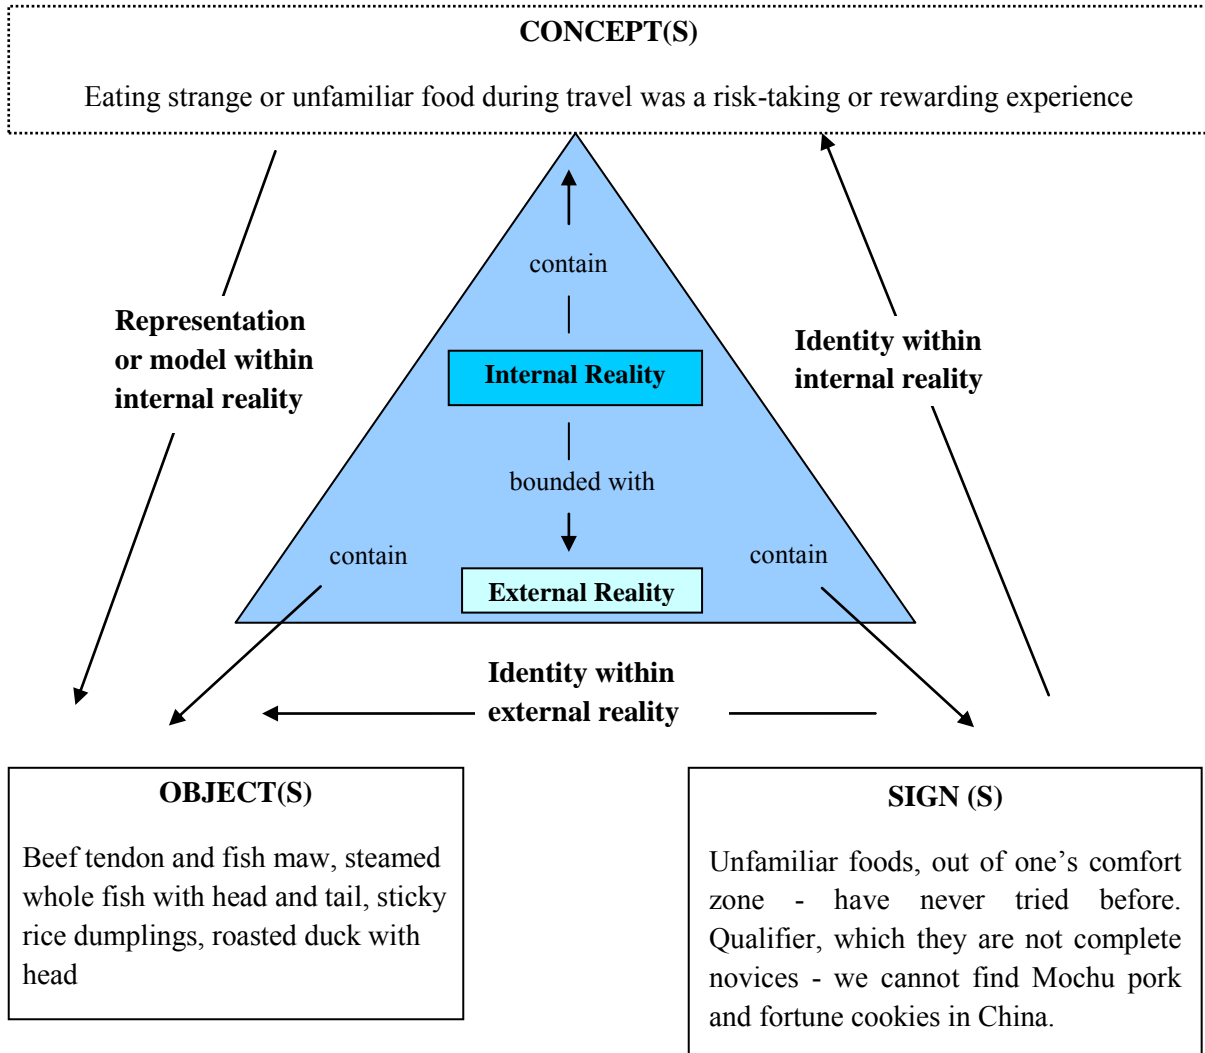 CONCEPT(S)
Eating strange or unfamiliar food during travel was a risk-taking or rewarding experience
contain
Representation
or model within
internal reality
Internal Reality
Identity within
internal reality
bounded with
contain
contain
External Reality
Identity within
external reality
OBJECT(S)
Beef tendon and fish maw, steamed
whole fish with head and tail, sticky
rice dumplings, roasted duck with
head
SIGN (S)
Unfamiliar foods, out of one’s comfort
zone - have never tried before.
Qualifier, which they are not complete
novices - we cannot find Mochu pork
and fortune cookies in China.